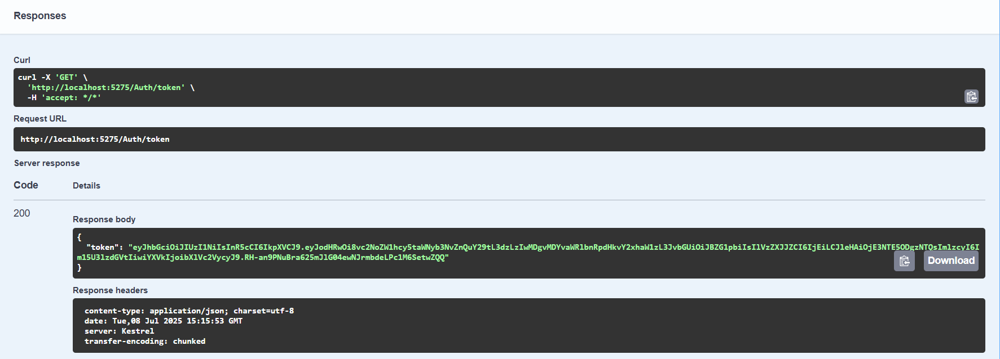 Responses
Curl
curl -X 'GET' \
'http://localhost:5275/Auth/token' \
-H 'accept: */*'
Request URL
http://localhost:5275/Auth/token
Server response
Code Details
200
Response body
{
"token": "eyJhbGciOiJIUzI1NiIsInR5cCI6IkpXVCJ9.eyJodHRwOi8vc2NoZW1hcy5taWNyb3NvZnQuY29tL3dzLzIwMDgvMDYvaWRlbnRpdHkvY2xhaW1zL3JvbGUiOiJBZG1pbiIsIlVzZXJJZCI6IjEiLCJleHAiOjE3NTE5ODgzNTQsImlzcyI6I
m15U3lzdGVtIiwiYXVkIjoibXlVc2VycyJ9.RH-an9PNuBra625mJlG04ewNJrmbdeLPc1M6SetwZQQ"
}
Download
Response headers
content-type: application/json; charset=utf-8
date: Tue,08 Jul 2025 15:15:53 GMT
server: Kestrel
transfer-encoding: chunked